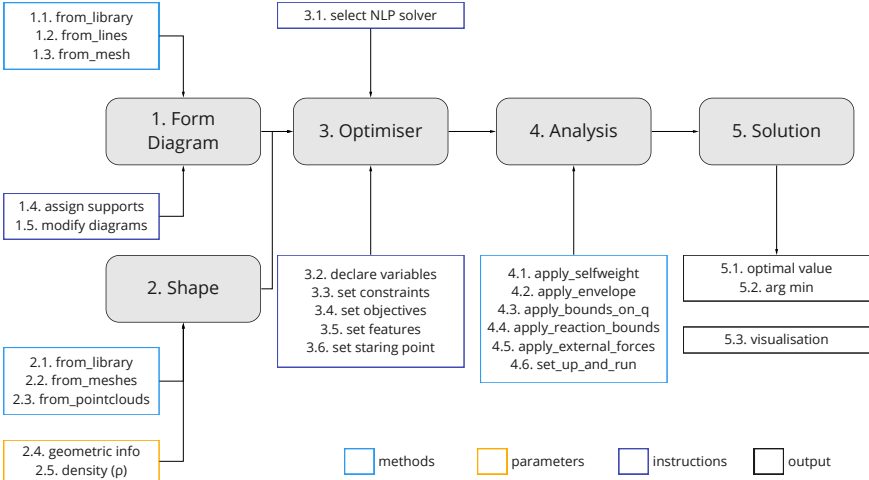 1.1. from_library
1.2. from_lines
1.3. from_mesh
3.1. select NLP solver
1. Form
Diagram
3. Optimiser
4. Analysis
5. Solution
1.4. assign supports
1.5. modify diagrams
2. Shape
3.2. declare variables
3.3. set constraints
3.4. set objectives
3.5. set features
3.6. set staring point
4.1. apply_selfweight
4.2. apply_envelope
4.3. apply_bounds_on_q
4.4. apply_reaction_bounds
4.5. apply_external_forces
4.6. set_up_and_run
5.1. optimal value
5.2. arg min
5.3. visualisation
2.1. from_library
2.2. from_meshes
2.3. from_pointclouds
2.4. geometric info
2.5. density (ρ)
methods
parameters
instructions
output